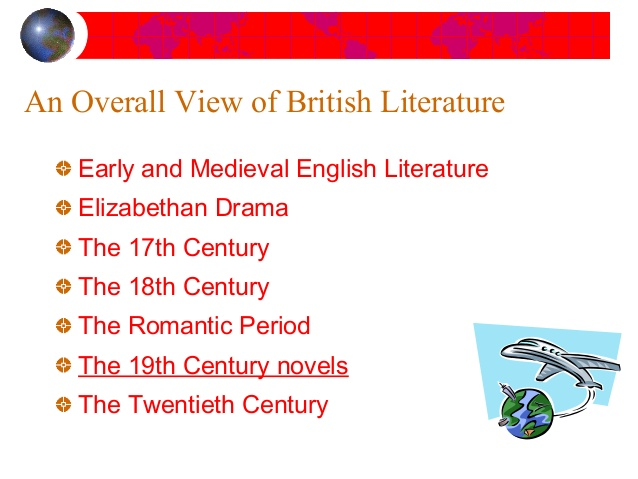 An Overall View of British Literature
Early and Medieval English Literature
Elizabethan Drama
The 17th Century
The 18th Century
The Romantic Period
The 19th Century novels
The Twentieth Century